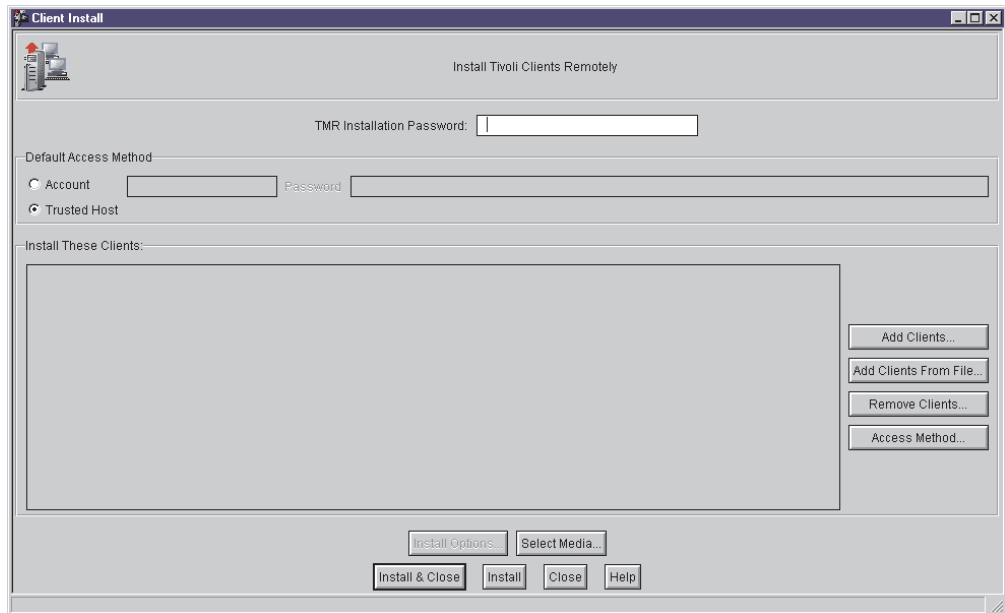 Client Install
Install Tivoli Clients Remotely
TMR Installation Password:
Default Access Method
Account
Password
Trusted Host
Install These Clients:
Add Clients...
Add Clients From File...
Remove Clients...
Access Method...
Install Options...
Select Media...
Install & Close
Install
Close
Help